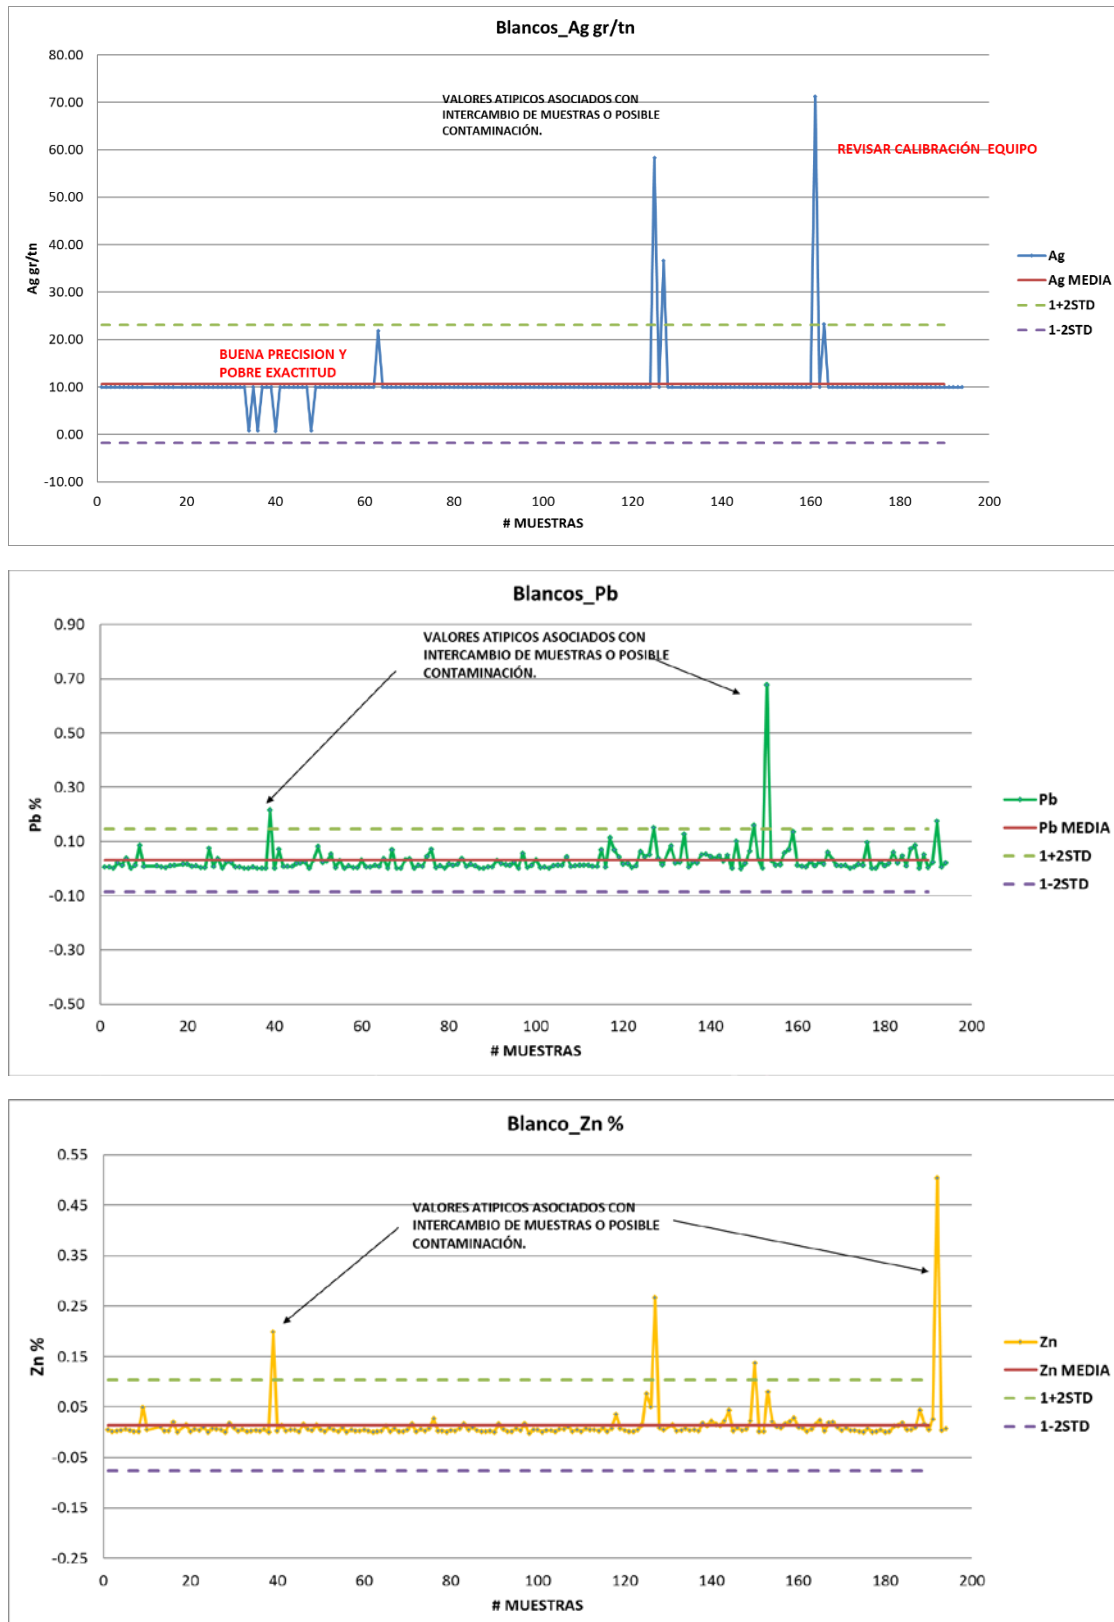 Blancos_Ag gr/tn
80.00
70.00
60.00
50.00
40.00
30.00
20.00
10.00
0.00
-10.00
Ag gr/tn
VALORES ATIPICOS ASOCIADOS CON
INTERCAMBIO DE MUESTRAS O POSIBLE
CONTAMINACIÓN.
REVISAR CALIBRACIÓN EQUIPO
BUENA PRECISION Y
POBRE EXACTITUD
Ag
Ag MEDIA
1+2STD
1-2STD
0 20 40 60 80 100 120 140 160 180 200
# MUESTRAS
Blancos_Pb
0.90
0.70
0.50
0.30
0.10
-0.10
-0.30
-0.50
Pb %
VALORES ATIPICOS ASOCIADOS CON
INTERCAMBIO DE MUESTRAS O POSIBLE
CONTAMINACIÓN.
Pb
Pb MEDIA
1+2STD
1-2STD
0 20 40 60 80 100 120 140 160 180 200
# MUESTRAS
Blanco_Zn %
0.55
0.45
0.35
0.25
0.15
0.05
-0.05
-0.15
-0.25
Zn %
VALORES ATIPICOS ASOCIADOS CON
INTERCAMBIO DE MUESTRAS O POSIBLE
CONTAMINACIÓN.
Zn
Zn MEDIA
1+2STD
1-2STD
0 20 40 60 80 100 120 140 160 180 200
# MUESTRAS